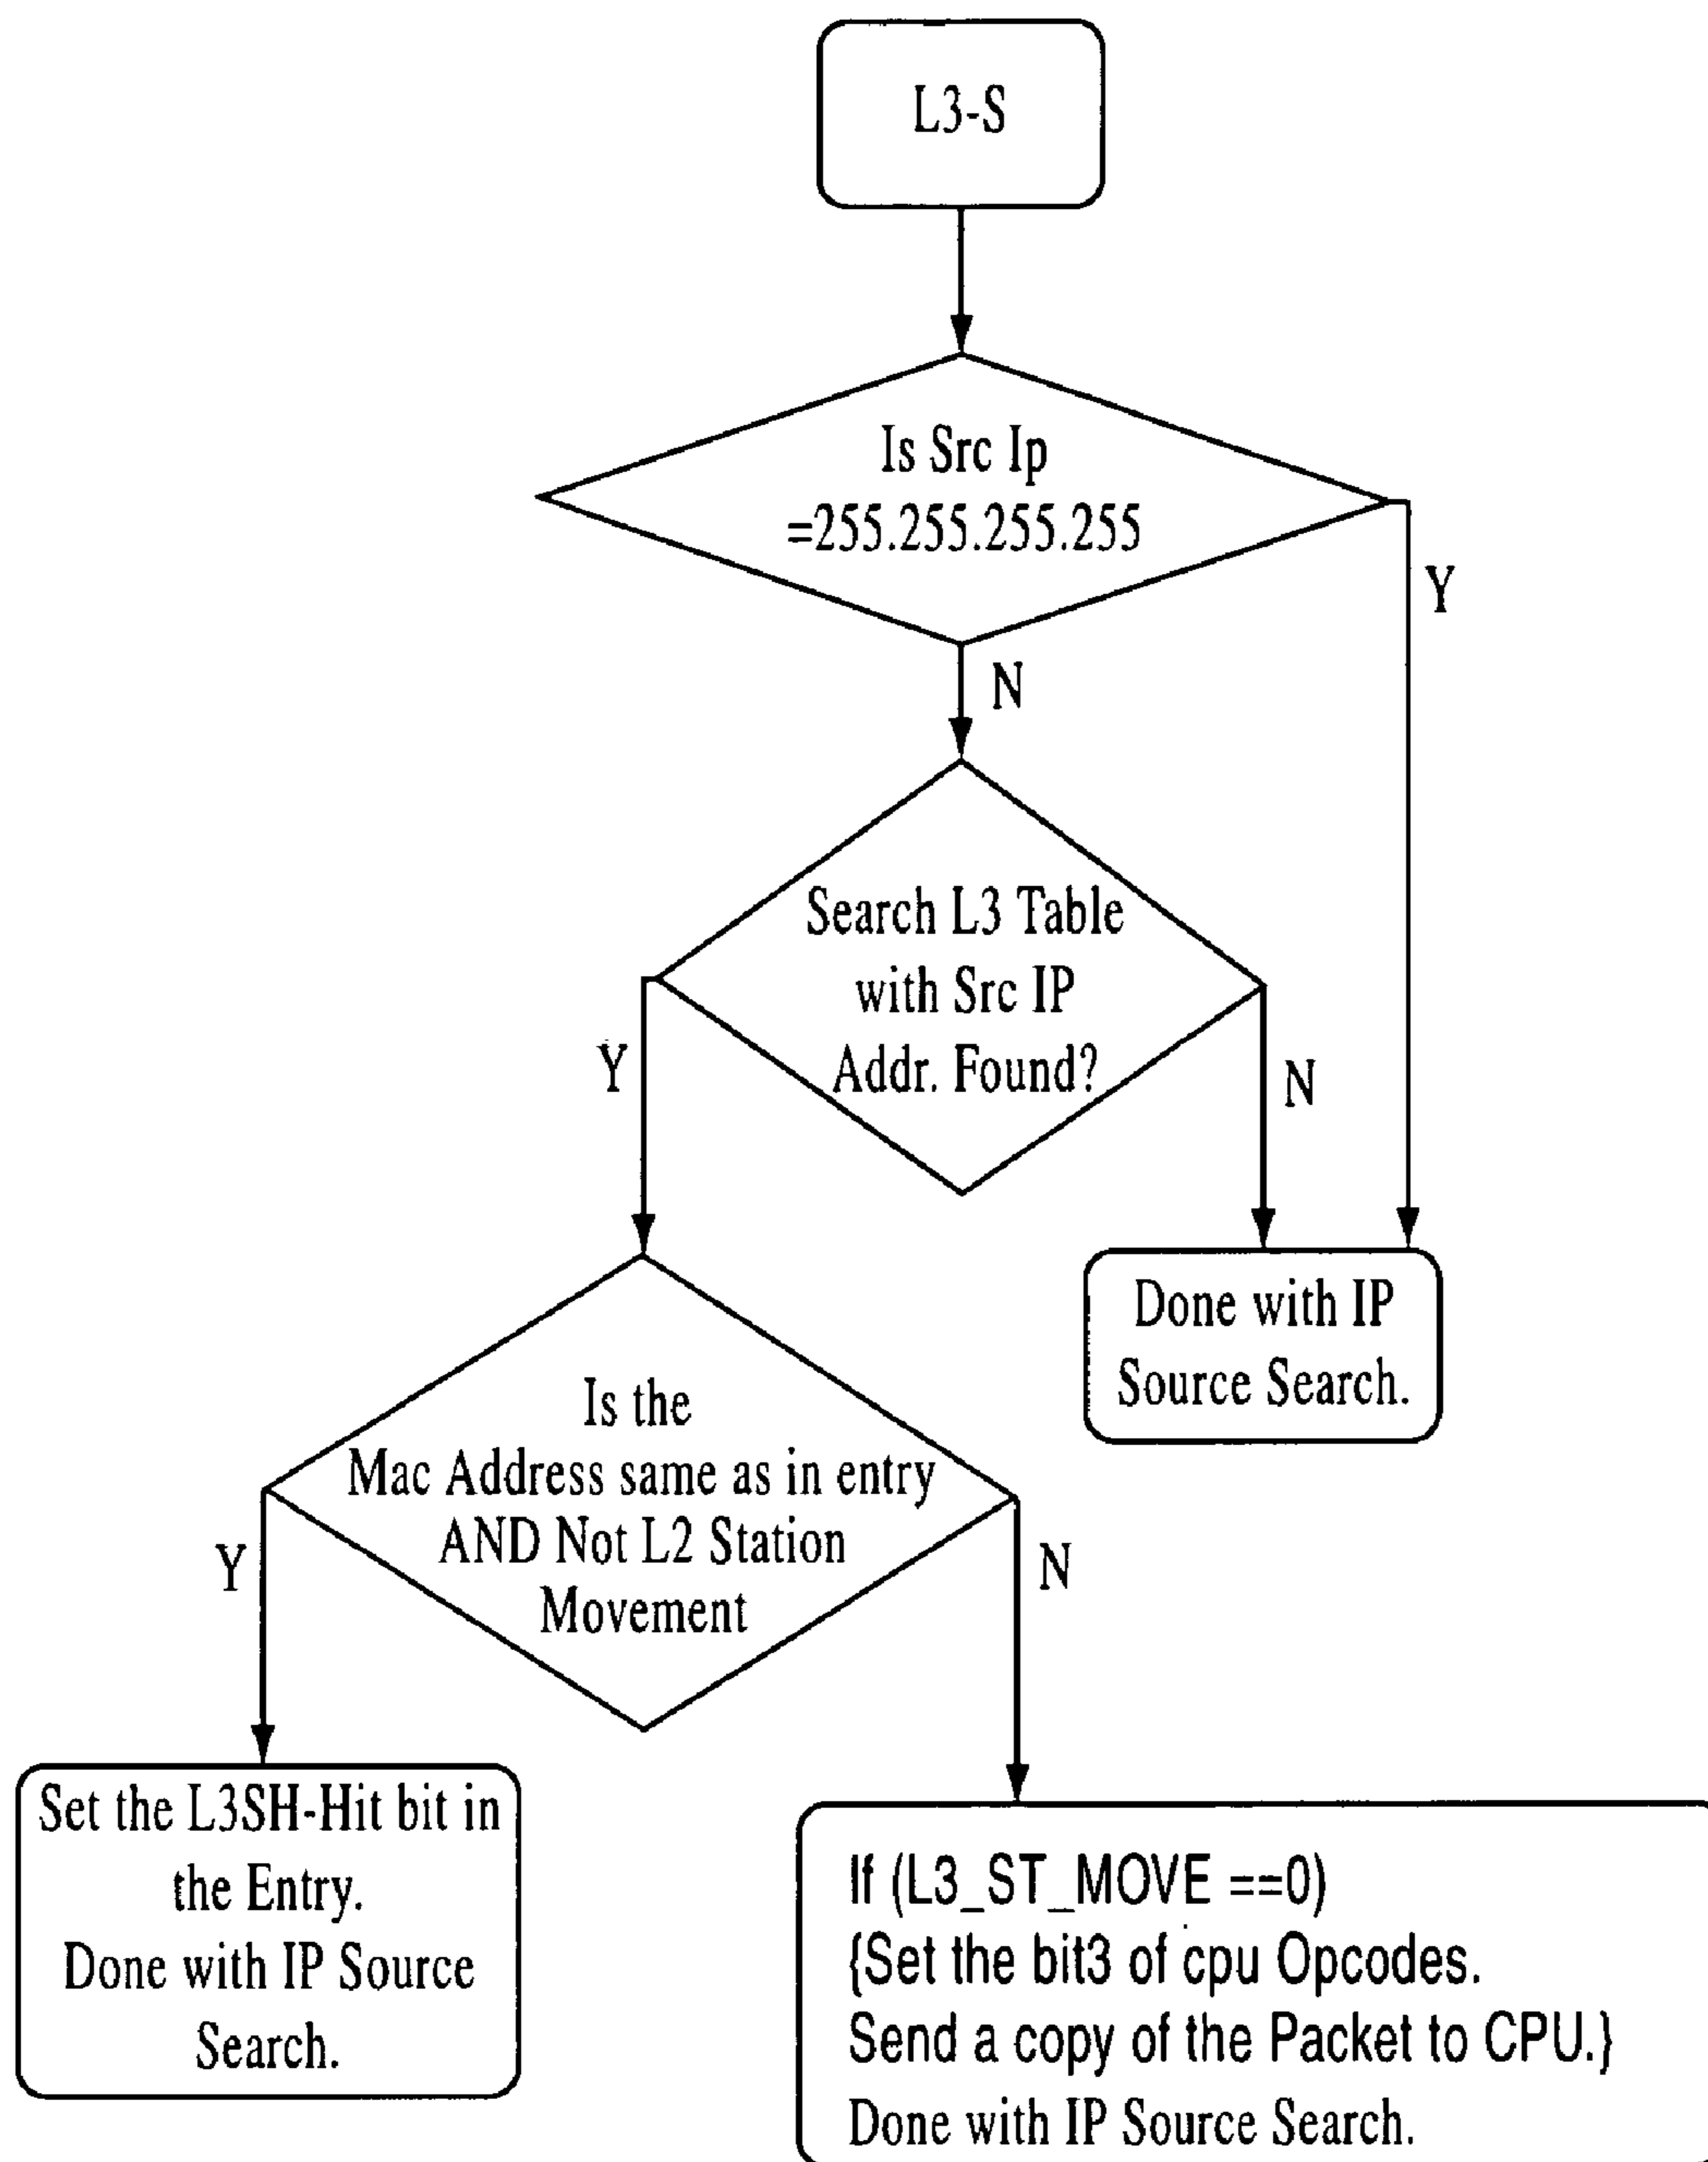 L3-S
Is Src Ip
=255.255.255.255
Y
N
Search L3 Table
with Src IP
Addr. Found?
Y
N
Done with IP
Source Search.
Is the
Mac Address same as in entry
AND Not L2 Station
Movement
Y
N
Set the L3SH-Hit bit in
the Entry.
Done with IP Source
Search.
If (L3_ST_MOVE ==0)
{Set the bit3 of cpu Opcodes.
Send a copy of the Packet to CPU.}
Done with IP Source Search.